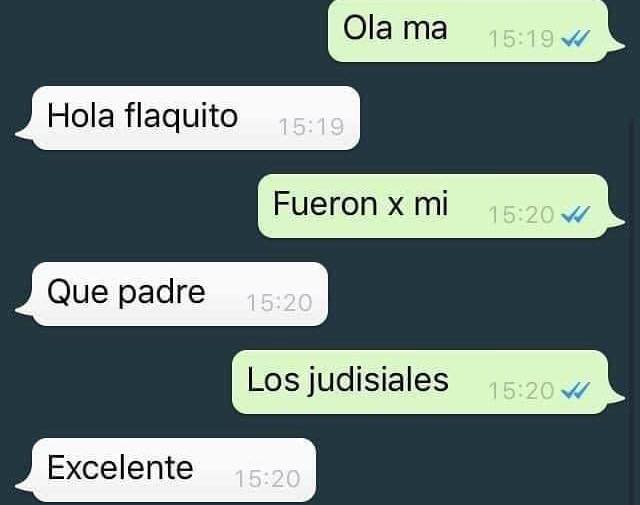 Ola ma 15:19
Hola flaquito 15:19
Fueron x mi 15:20
Que padre 15:20
Los judisiales 15:20
Excelente 15:20